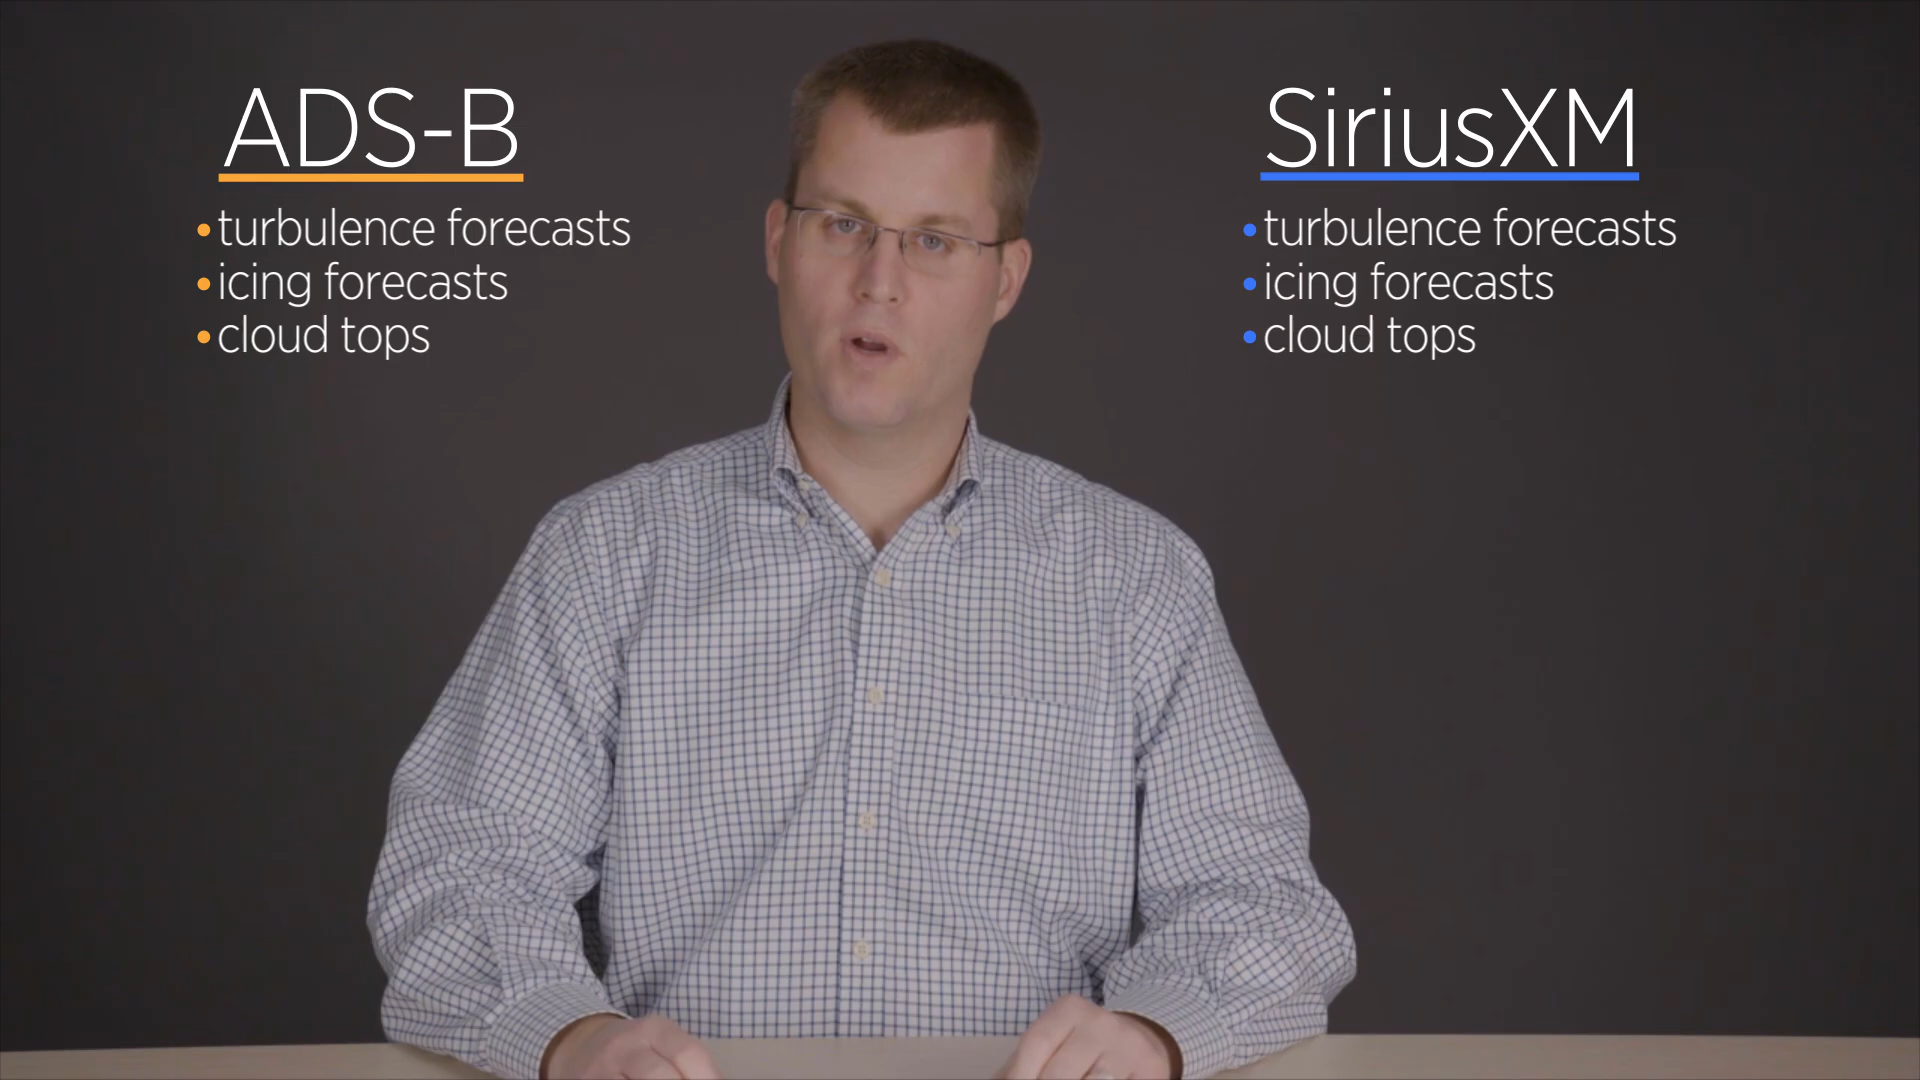 ADS-B
•turbulence forecasts
•icing forecasts
•cloud tops
SiriusXM
•turbulence forecasts
•icing forecasts
•cloud tops